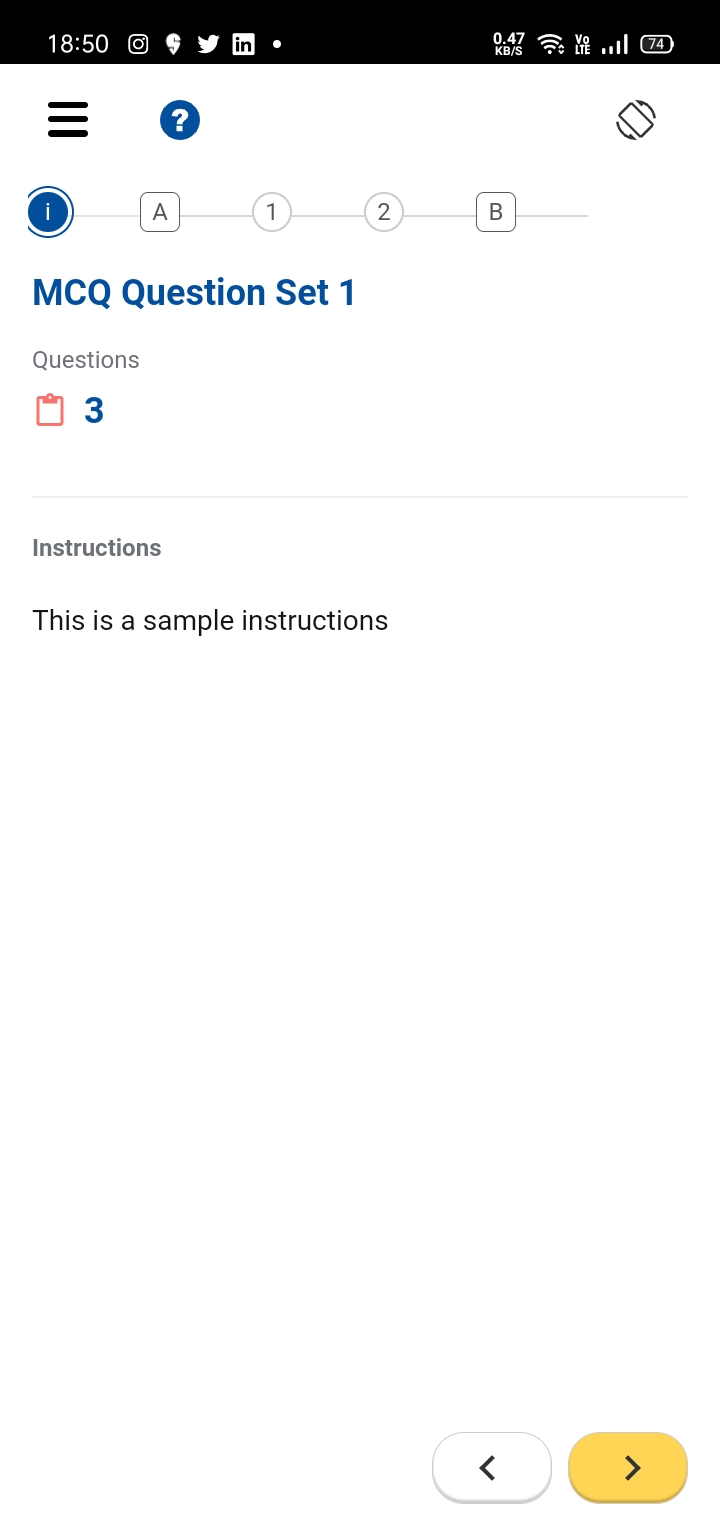 18:50 in 0.47 KB/S Vo LTE 74
?
i A 1 2 B
MCQ Question Set 1
Questions
3
Instructions
This is a sample instructions